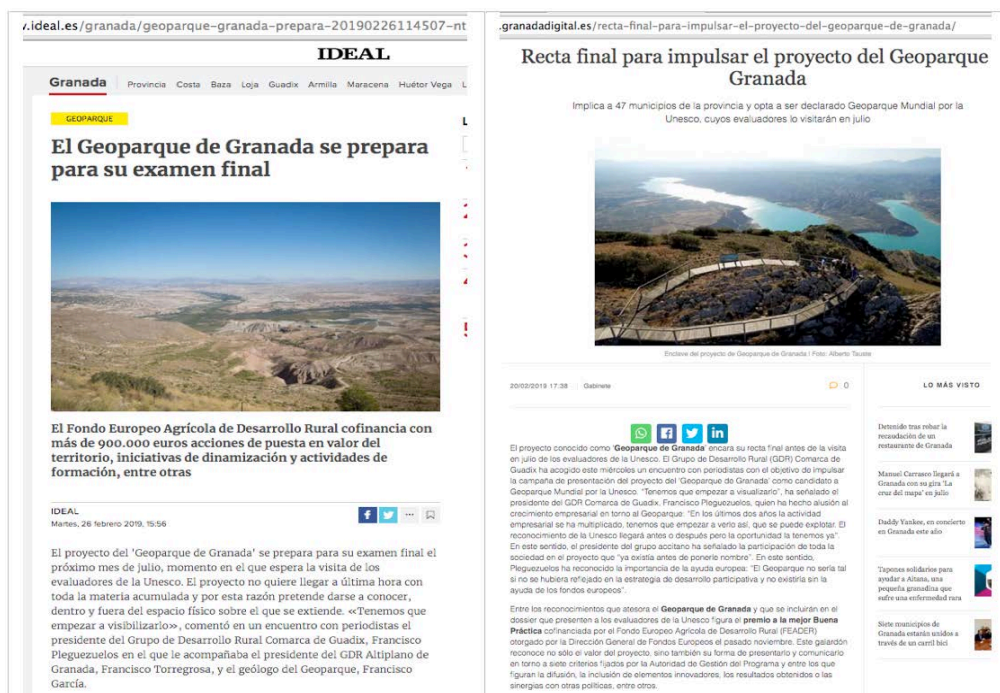 v.ideal.es/granada/geoparque-granada-prepara-20190226114507-nt
IDEAL
Granada Provincia Costa Baza Loja Guadix Armilla Maracena Huétor Vega L
GEOPARQUE
El Geoparque de Granada se prepara
para su examen final
El Fondo Europeo Agrícola de Desarrollo Rural cofinancia con
más de 900.000 euros acciones de puesta en valor del
territorio, iniciativas de dinamización y actividades de
formación, entre otras
IDEAL
Martes, 26 febrero 2019, 15:56
El proyecto del 'Geoparque de Granada' se prepara para su examen final el
próximo mes de julio, momento en el que espera la visita de los
evaluadores de la Unesco. El proyecto no quiere llegar a última hora con
toda la materia acumulada y por esta razón pretende darse a conocer,
dentro y fuera del espacio físico sobre el que se extiende. «Tenemos que
empezar a visibilizarlo», comentó en un encuentro con periodistas el
presidente del Grupo de Desarrollo Rural Comarca de Guadix, Francisco
Pleguezuelos en el que le acompañaba el presidente del GDR Altiplano de
Granada, Francisco Torregrosa, y el geólogo del Geoparque, Francisco
García.
.granadadigital.es/recta-final-para-impulsar-el-proyecto-del-geoparque-de-granada/
Recta final para impulsar el proyecto del Geoparque
Granada
Implica a 47 municipios de la provincia y opta a ser declarado Geoparque Mundial por la
Unesco, cuyos evaluadores lo visitarán en julio
Enclave del proyecto de Geoparque de Granada | Foto: Alberto Tauste
20/02/2019 17:38 Gabinete 0
El proyecto conocido como 'Geoparque de Granada' encara su recta final antes de la visita
en julio de los evaluadores de la Unesco. El Grupo de Desarrollo Rural (GDR) Comarca de
Guadix ha acogido este miércoles un encuentro con periodistas con el objetivo de impulsar
la campaña de presentación del proyecto del 'Geoparque de Granada' como candidato a
Geoparque Mundial por la Unesco. "Tenemos que empezar a visualizarlo", ha señalado el
presidente del GDR Comarca de Guadix, Francisco Pleguezuelos, quien ha hecho alusión al
crecimiento empresarial en torno al Geoparque: "En los últimos dos años la actividad
empresarial se ha multiplicado, tenemos que empezar a verlo así, que se puede explotar. El
reconocimiento de la Unesco llegará antes o después pero la oportunidad la tenemos ya".
En este sentido, el presidente del grupo accitano ha señalado la participación de toda la
sociedad en el proyecto que "ya existía antes de ponerle nombre". En este sentido,
Pleguezuelos ha reconocido la importancia de la ayuda europea: "El Geoparque no sería tal
si no se hubiera reflejado en la estrategia de desarrollo participativa y no existiría sin la
ayuda de los fondos europeos".
Entre los reconocimientos que atesora el Geoparque de Granada y que se incluirán en el
dossier que presenten a los evaluadores de la Unesco figura el premio a la mejor Buena
Práctica cofinanciada por el Fondo Europeo Agrícola de Desarrollo Rural (FEADER)
otorgado por la Dirección General de Fondos Europeos el pasado noviembre. Este galardón
reconoce no sólo el valor del proyecto, sino también su forma de presentarlo y comunicarlo
en torno a siete criterios fijados por la Autoridad de Gestión del Programa y entre los que
figuran la difusión, la inclusión de elementos innovadores, los resultados obtenidos o las
sinergias con otras políticas, entre otros.
LO MÁS VISTO
Detenido tras robar la
recaudación de un
restaurante de Granada
Manuel Carrasco llegará a
Granada con su gira 'La
cruz del mapa' en julio
Daddy Yankee, en concierto
en Granada este año
Tapones solidarios para
ayudar a Aitana, una
pequeña granadina que
sufre una enfermedad rara
Siete municipios de
Granada estarán unidos a
través de un carril bici